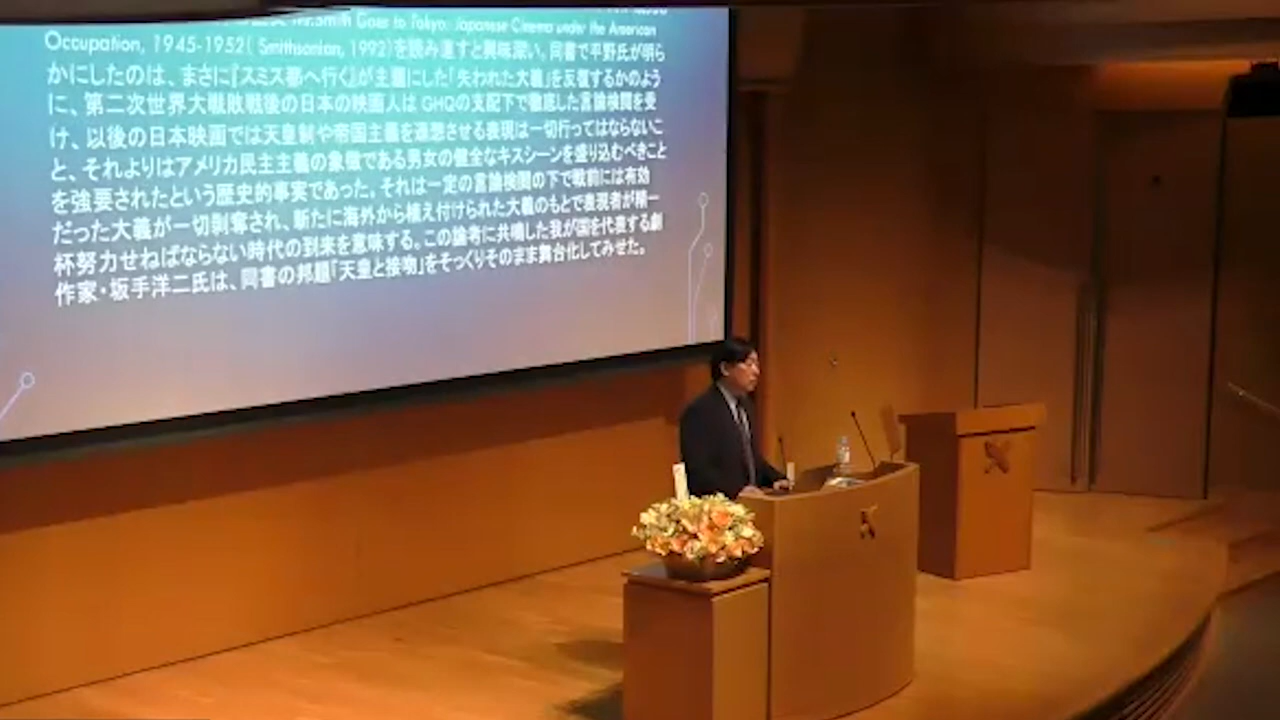 Mr.Smith Goes to Tokyo: Japanese Cinema under the American
Occupation, 1945-1952( Smithsonian, 1992)を読み直すと興味深い。同書で平野氏が明ら
かにしたのは、まさに『スミス都へ行く』が主題にした「失われた大義」を反復するかのよう
に、第二次世界大戦敗戦後の日本の映画人は GHQの支配下で徹底した言論検閲を受
け、以後の日本映画では天皇制や帝国主義を連想させる表現は一切行ってはならないこ
と、それよりはアメリカ民主主義の象徴である男女の健全なキスシーンを盛り込むべきこと
を強要されたという歴史的事実であった。それは一定の言論検閲の下で戦前には有効
だった大義が一切剥奪され、新たに海外から植え付けられた大義のもとで表現者が精一
杯努力せねばならない時代の到来を意味する。この論考に共鳴した我が国を代表する劇
作家・坂手洋二氏は、同書の邦題「天皇と接吻」をそっくりそのまま舞台化してみせた。